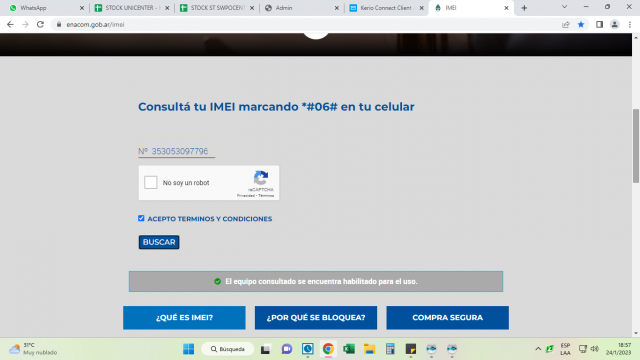 WhatsApp
STOCK UNICENTER -
STOCK ST SWPOCENT
Admin
Kerio Connect Client
IMEI
enacom.gob.ar/imei
Consultá tu IMEI marcando *#06# en tu celular
Nº 353053097796
No soy un robot
reCAPTCHA
Privacidad - Términos
ACEPTO TERMINOS Y CONDICIONES
BUSCAR
El equipo consultado se encuentra habilitado para el uso.
¿QUÉ ES IMEI?
¿POR QUÉ SE BLOQUEA?
COMPRA SEGURA
31°C
Muy nublado
Búsqueda
ESP
LAA
18:57
24/1/2023